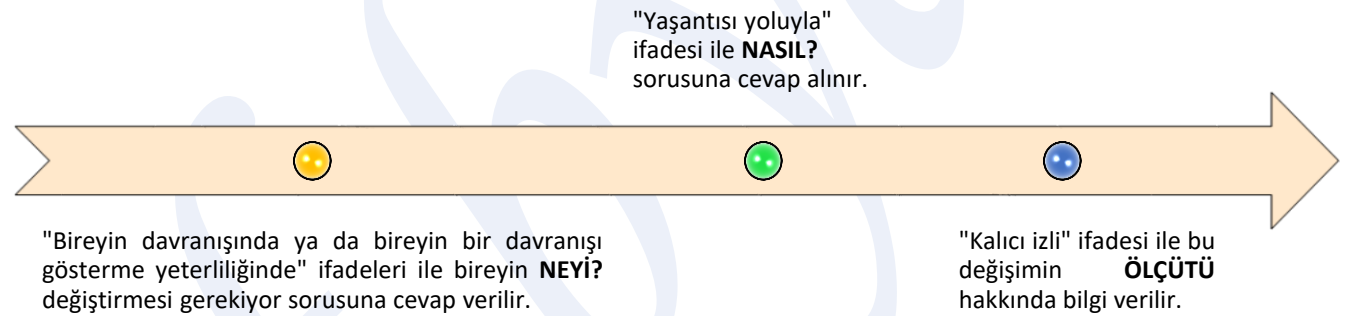 "Yaşantısı yoluyla"
ifadesi ile NASIL?
sorusuna cevap alınır.
"Bireyin davranışında ya da bireyin bir davranışı
gösterme yeterliliğinde" ifadeleri ile bireyin NEYİ?
değiştirmesi gerekiyor sorusuna cevap verilir.
"Kalıcı izli" ifadesi ile bu
değişimin ÖLÇÜTÜ
hakkında bilgi verilir.